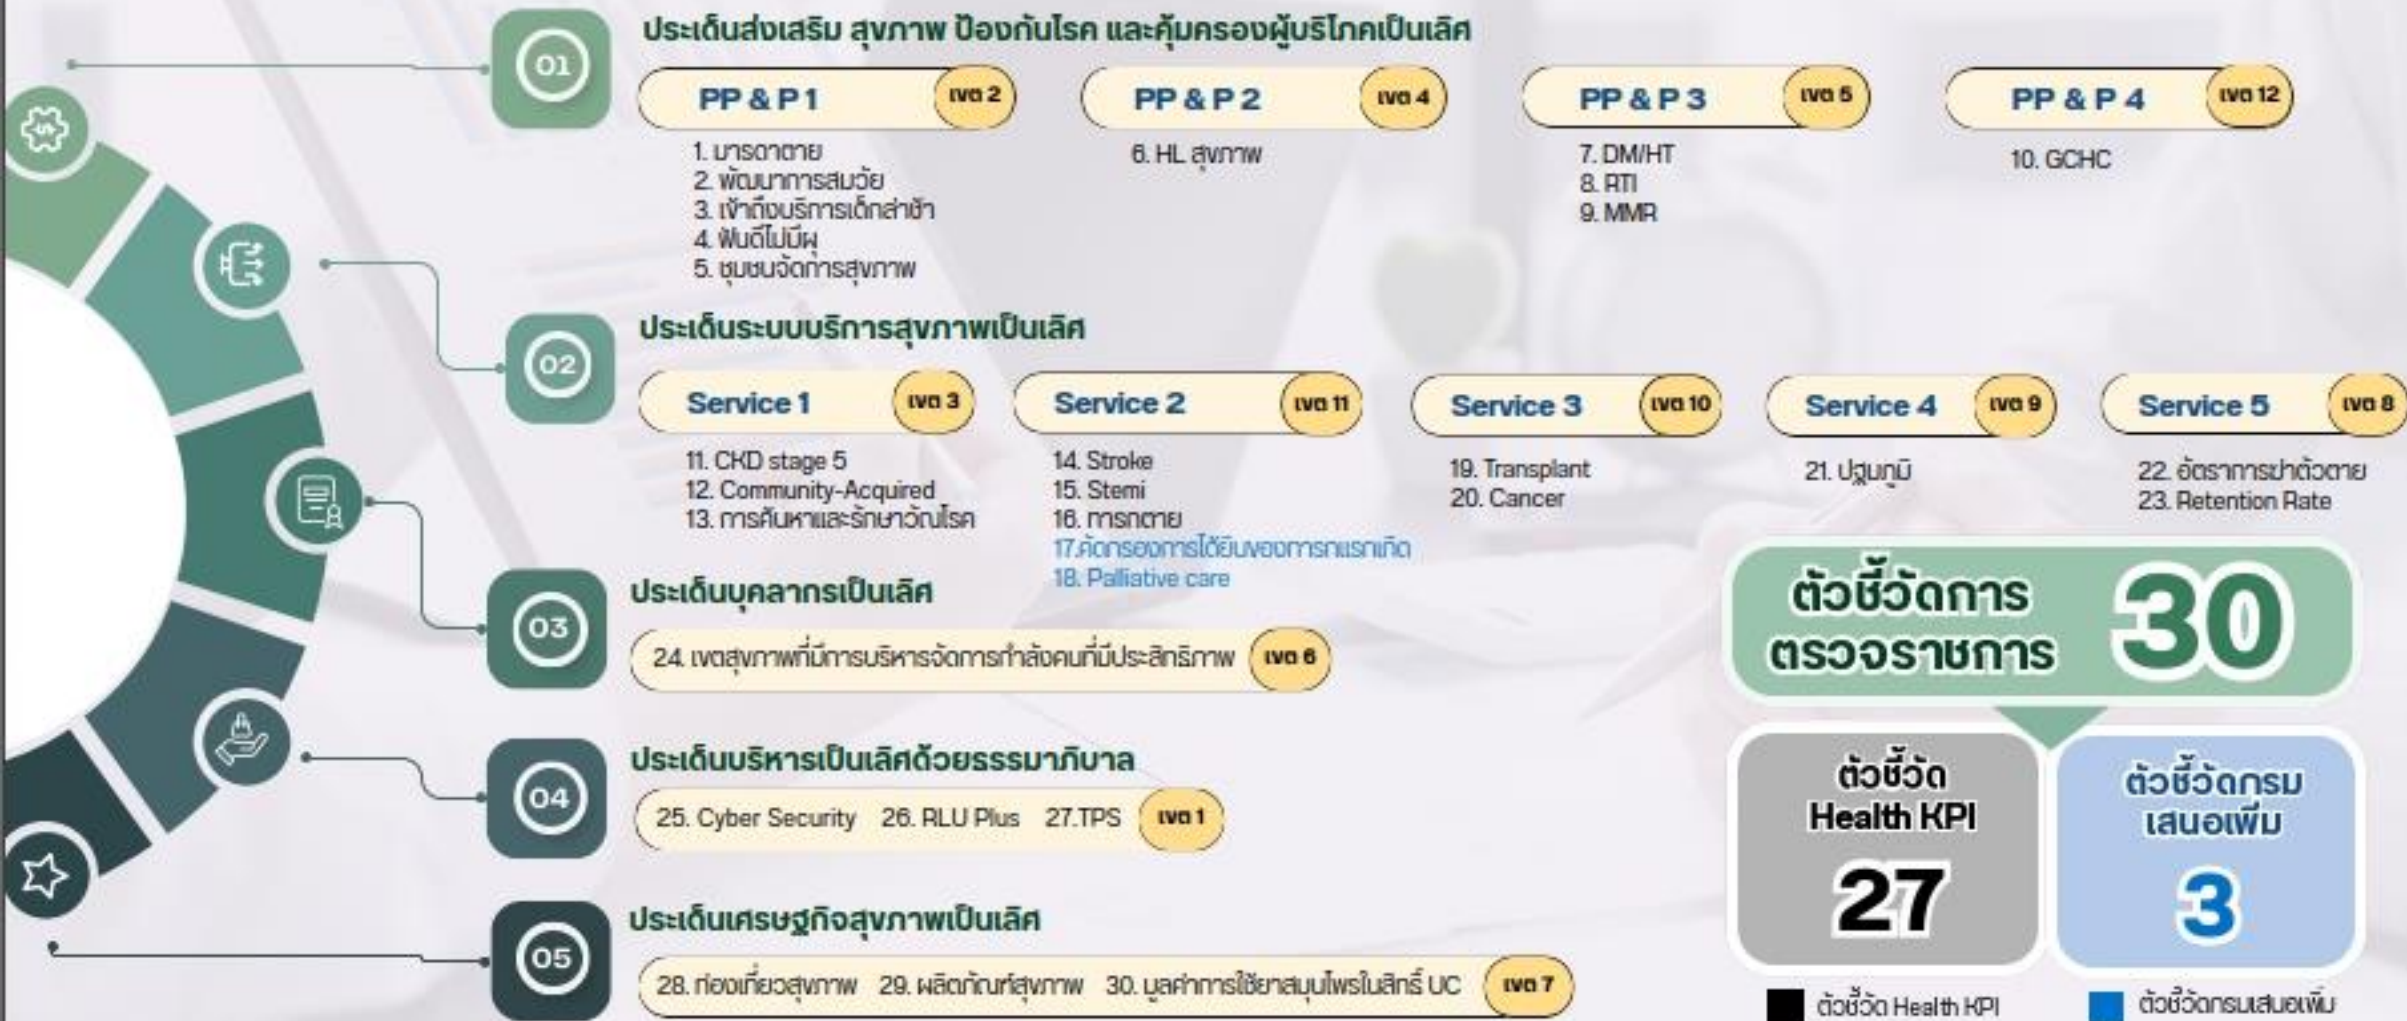 01
ประเด็นส่งเสริม สุขภาพ ป้องกันโรค และคุ้มครองผู้บริโภคเป็นเลิศ
PP & P 1 เขต 2
1. มารดาตาย
2. พัฒนาการสมวัย
3. เข้าถึงบริการเด็กล่าช้า
4. ฟันดีไม่มีผุ
5. ชุมชนจัดการสุขภาพ
PP & P 2 เขต 4
6. HL สุขภาพ
PP & P 3 เขต 5
7. DM/HT
8. RTI
9. MMR
PP & P 4 เขต 12
10. GCHC
02
ประเด็นระบบบริการสุขภาพเป็นเลิศ
Service 1 เขต 3
11. CKD stage 5
12. Community-Acquired
13. การค้นหาและรักษาวัณโรค
Service 2 เขต 11
14. Stroke
15. Stemi
16. ทารกตาย
17.คัดกรองการได้ยินของทารกแรกเกิด
18. Palliative care
Service 3 เขต 10
19. Transplant
20. Cancer
Service 4 เขต 9
21. ปฐมภูมิ
Service 5 เขต 8
22. อัตราการฆ่าตัวตาย
23. Retention Rate
03
ประเด็นบุคลากรเป็นเลิศ
24. เขตสุขภาพที่มีการบริหารจัดการกำลังคนที่มีประสิทธิภาพ เขต 6
04
ประเด็นบริหารเป็นเลิศด้วยธรรมาภิบาล
25. Cyber Security 26. RLU Plus 27.TPS เขต 1
05
ประเด็นเศรษฐกิจสุขภาพเป็นเลิศ
28. ท่องเที่ยวสุขภาพ 29. ผลิตภัณฑ์สุขภาพ 30. มูลค่าการใช้ยาสมุนไพรในสิทธิ์ UC เขต 7
ตัวชี้วัดการ
ตรวจราชการ
30
ตัวชี้วัด
Health KPI
27
ตัวชี้วัดกรม
เสนอเพิ่ม
3
ตัวชี้วัด Health KPI
ตัวชี้วัดกรมเสนอเพิ่ม